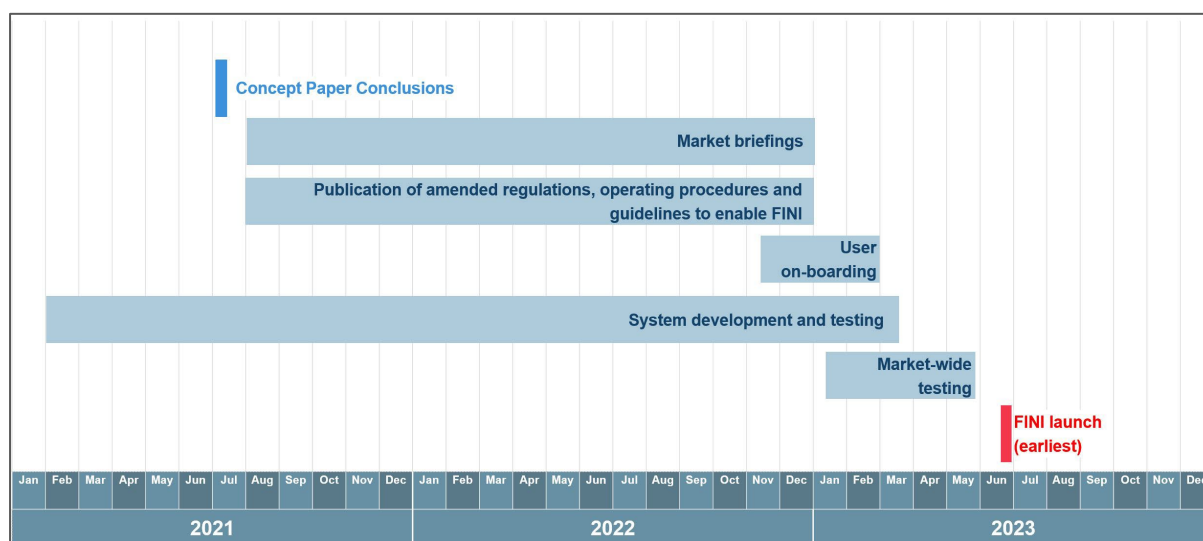 Concept Paper Conclusions
Market briefings
Publication of amended regulations, operating procedures and
guidelines to enable FINI
User
on-boarding
System development and testing
Market-wide
testing
FINI launch
(earliest)
Jan Feb Mar Apr May Jun Jul Aug Sep Oct Nov Dec Jan Feb Mar Apr May Jun Jul Aug Sep Oct Nov Dec Jan Feb Mar Apr May Jun Jul Aug Sep Oct Nov Dec
2021 2022 2023